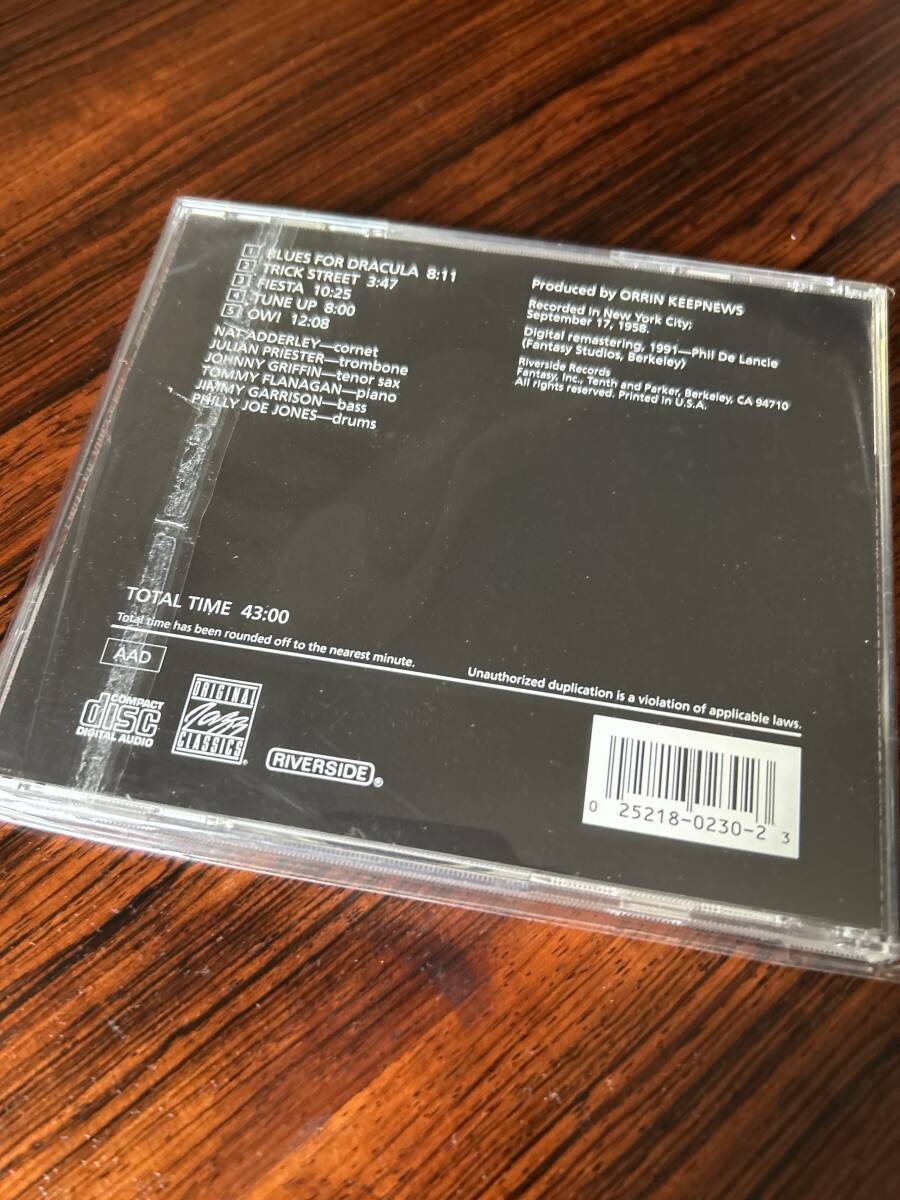 1 BLUES FOR DRACULA 8:11
2 TRICK STREET 3:47
3 FIESTA 10:25
4 TUNE UP 8:00
5 OW! 12:08
NAT ADDERLEY—cornet
JULIAN PRIESTER—trombone
JOHNNY GRIFFIN—tenor sax
TOMMY FLANAGAN—piano
JIMMY GARRISON—bass
PHILLY JOE JONES—drums
Produced by ORRIN KEEPNEWS
Recorded in New York City;
September 17, 1958.
Digital remastering, 1991—Phil De Lancie
(Fantasy Studios, Berkeley)
Riverside Records
Fantasy, Inc., Tenth and Parker, Berkeley, CA 94710
All rights reserved. Printed in U.S.A.
TOTAL TIME 43:00
Total time has been rounded off to the nearest minute.
Unauthorized duplication is a violation of applicable laws.
AAD
COMPACT
disc
DIGITAL AUDIO
ORIGINAL
Jazz
CLASSICS®
RIVERSIDE®
0 25218-0230-2 3